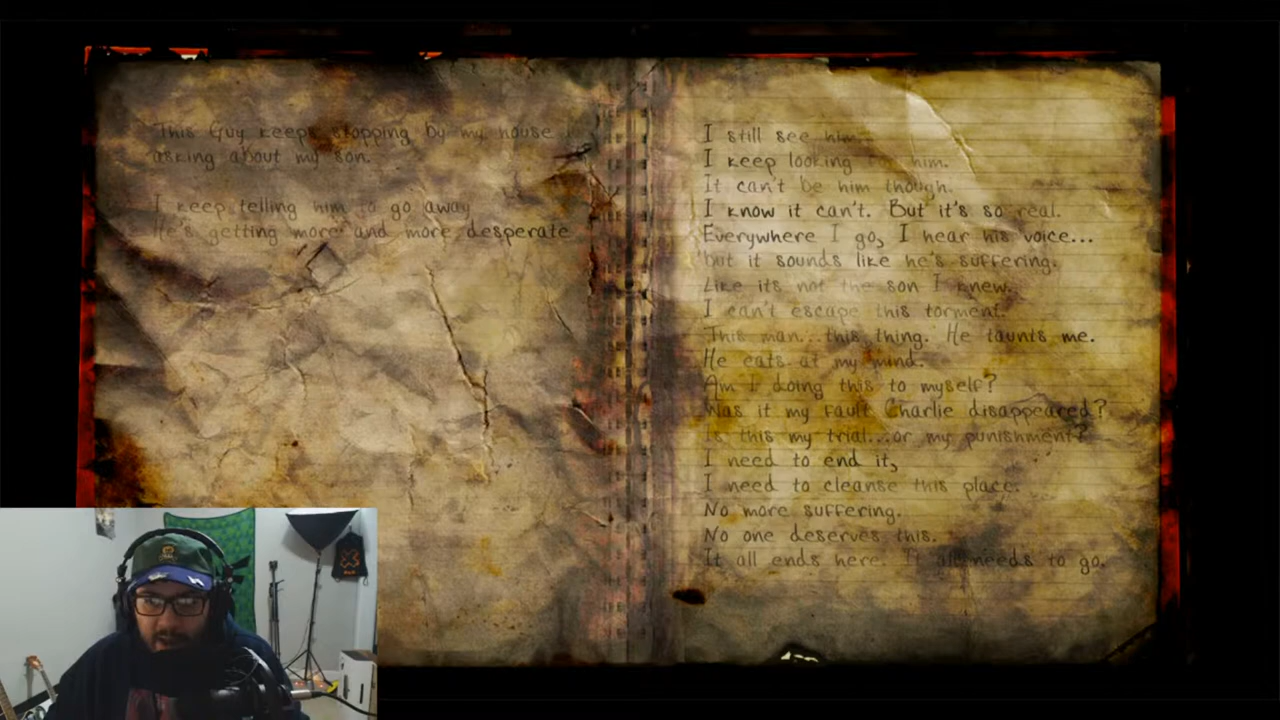 This Guy keeps stopping by my house
asking about my son.
I keep telling him to go away
He's getting more and more desperate
I still see him.
I keep looking for him.
It can't be him though.
I know it can't. But it's so real.
Everywhere I go, I hear his voice...
but it sounds like he's suffering.
Like its not the son I knew.
I can't escape this torment.
This man...this thing. He taunts me.
He eats at my mind.
Am I doing this to myself?
Was it my fault Charlie disappeared?
Is this my trial...or my punishment?
I need to end it,
I need to cleanse this place.
No more suffering.
No one deserves this.
It all ends here. It all needs to go.